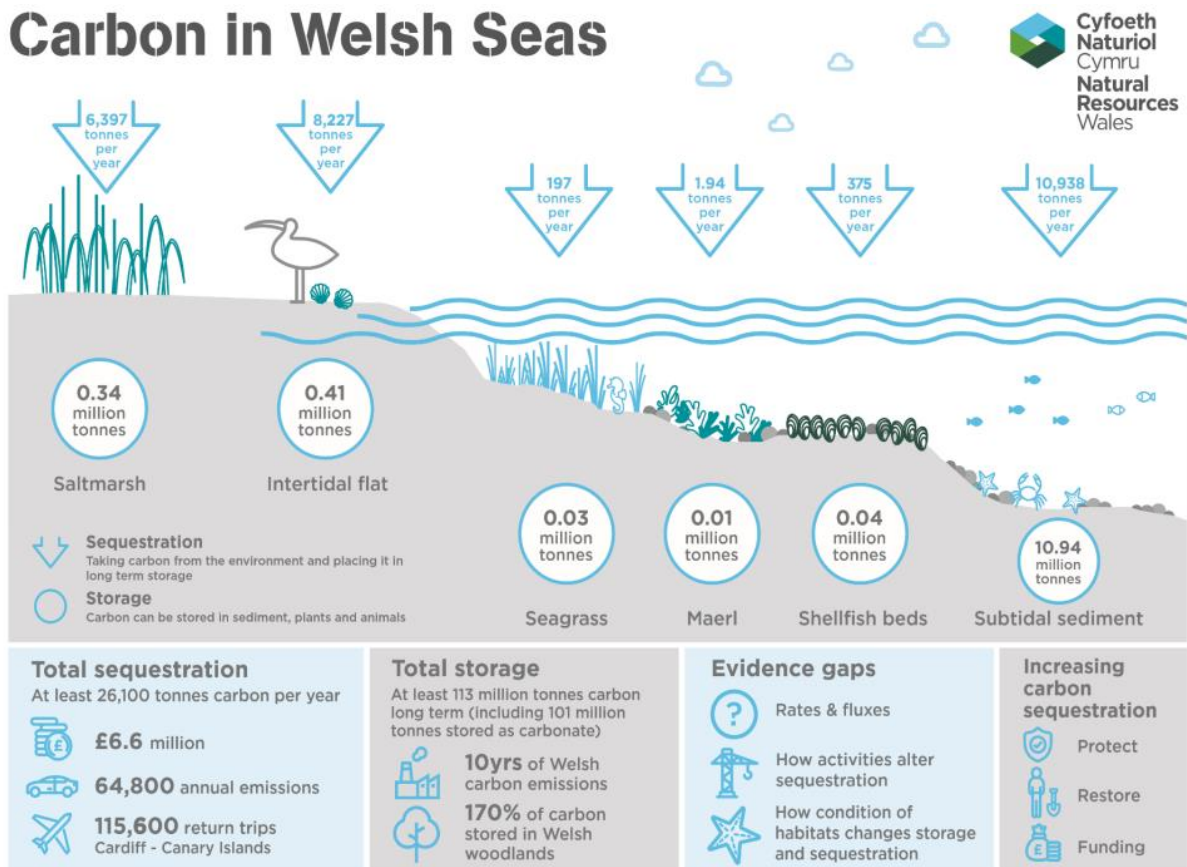 Carbon in Welsh Seas
Cyfoeth
Naturiol
Cymru
Natural
Resources
Wales
6,397
tonnes
per
year
8,227
tonnes
per
year
197
tonnes
per
year
1.94
tonnes
per
year
375
tonnes
per
year
10,938
tonnes
per
year
0.34
million
tonnes
Saltmarsh
0.41
million
tonnes
Intertidal flat
0.03
million
tonnes
Seagrass
0.01
million
tonnes
Maerl
0.04
million
tonnes
Shellfish beds
10.94
million
tonnes
Subtidal sediment
Sequestration
Taking carbon from the environment and placing it in
long term storage
Storage
Carbon can be stored in sediment, plants and animals
Total sequestration
At least 26,100 tonnes carbon per year
£
£6.6 million
64,800 annual emissions
115,600 return trips
Cardiff - Canary Islands
Total storage
At least 113 million tonnes carbon
long term (including 101 million
tonnes stored as carbonate)
10yrs of Welsh
carbon emissions
170% of carbon
stored in Welsh
woodlands
Evidence gaps
?
Rates & fluxes
How activities alter
sequestration
How condition of
habitats changes storage
and sequestration
Increasing
carbon
sequestration
Protect
Restore
£
Funding